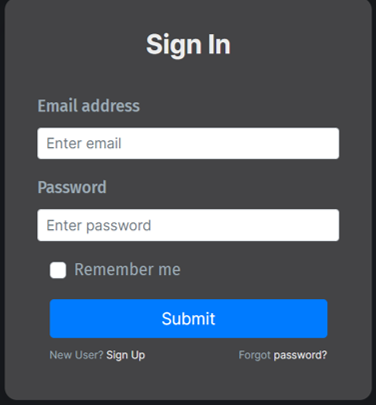 Sign In
Email address
Enter email
Password
Enter password
Remember me
Submit
New User? Sign Up Forgot password?